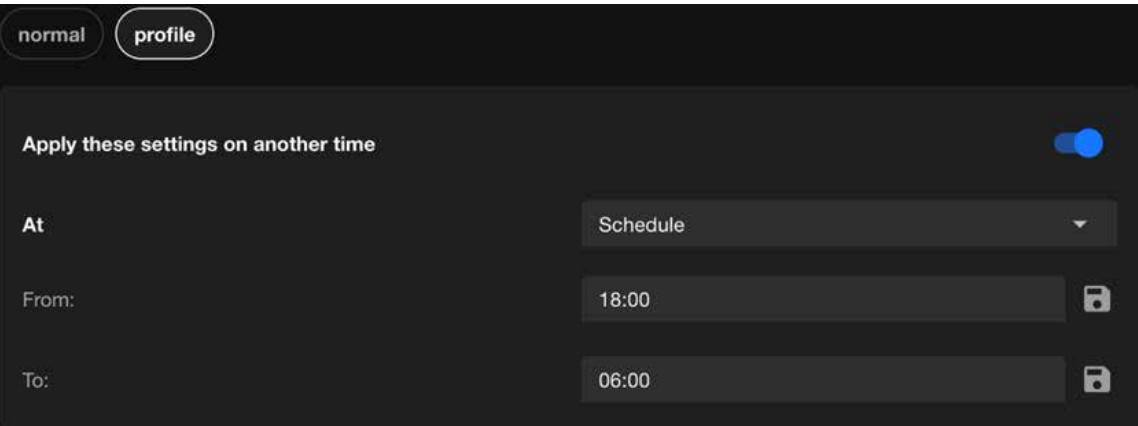 normal profile
Apply these settings on another time
At Schedule
From: 18:00
To: 06:00